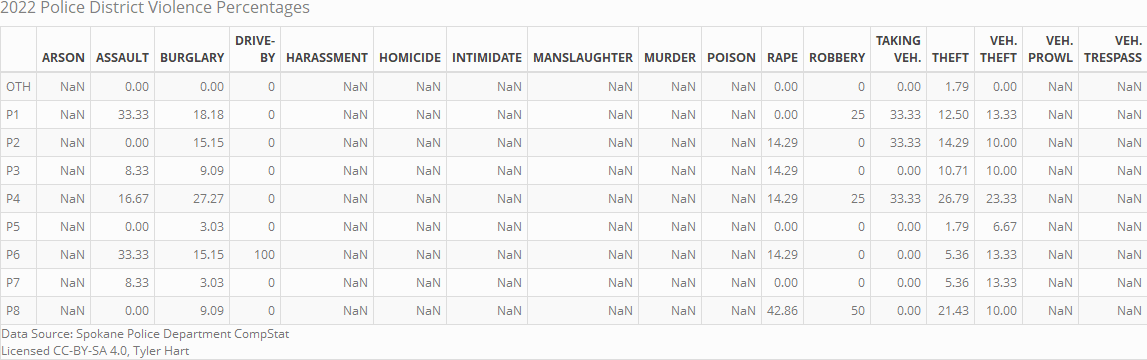 2022 Police District Violence Percentages
ARSON ASSAULT BURGLARY DRIVE-BY HARASSMENT HOMICIDE INTIMIDATE MANSLAUGHTER MURDER POISON RAPE ROBBERY TAKING VEH. THEFT VEH. THEFT VEH. PROWL VEH. TRESPASS
OTH NaN 0.00 0.00 0 NaN NaN NaN NaN NaN NaN 0.00 0 0.00 1.79 0.00 NaN NaN
P1 NaN 33.33 18.18 0 NaN NaN NaN NaN NaN NaN 0.00 25 33.33 12.50 13.33 NaN NaN
P2 NaN 0.00 15.15 0 NaN NaN NaN NaN NaN NaN 14.29 0 33.33 14.29 10.00 NaN NaN
P3 NaN 8.33 9.09 0 NaN NaN NaN NaN NaN NaN 14.29 0 0.00 10.71 10.00 NaN NaN
P4 NaN 16.67 27.27 0 NaN NaN NaN NaN NaN NaN 14.29 25 33.33 26.79 23.33 NaN NaN
P5 NaN 0.00 3.03 0 NaN NaN NaN NaN NaN NaN 0.00 0 0.00 1.79 6.67 NaN NaN
P6 NaN 33.33 15.15 100 NaN NaN NaN NaN NaN NaN 14.29 0 0.00 5.36 13.33 NaN NaN
P7 NaN 8.33 3.03 0 NaN NaN NaN NaN NaN NaN 0.00 0 0.00 5.36 13.33 NaN NaN
P8 NaN 0.00 9.09 0 NaN NaN NaN NaN NaN NaN 42.86 50 0.00 21.43 10.00 NaN NaN
Data Source: Spokane Police Department CompStat
Licensed CC-BY-SA 4.0, Tyler Hart